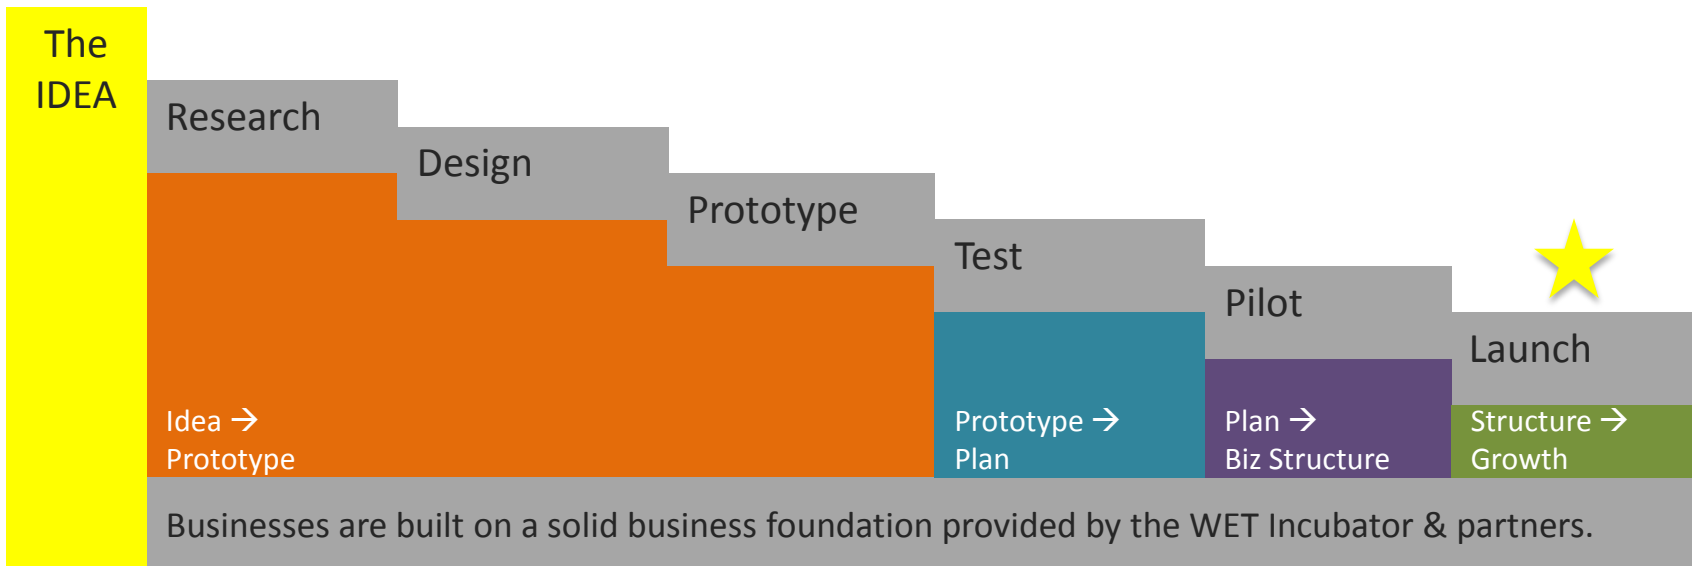 The
IDEA
Research
Design
Prototype
Test
Pilot
Launch
Idea →
Prototype
Prototype →
Plan
Plan →
Biz Structure
Structure →
Growth
Businesses are built on a solid business foundation provided by the WET Incubator & partners.